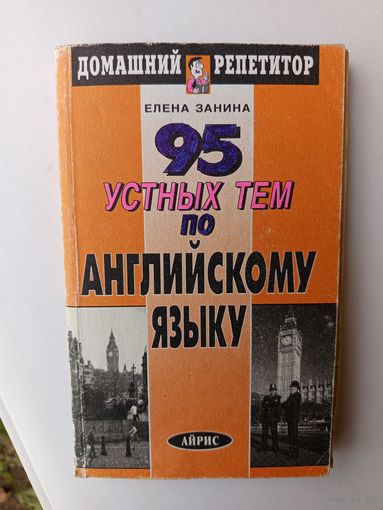 ДОМАШНИЙ РЕПЕТИТОР
ЕЛЕНА ЗАНИНА
95
УСТНЫХ ТЕМ
ПО
АНГЛИЙСКОМУ
ЯЗЫКУ
АЙРИС